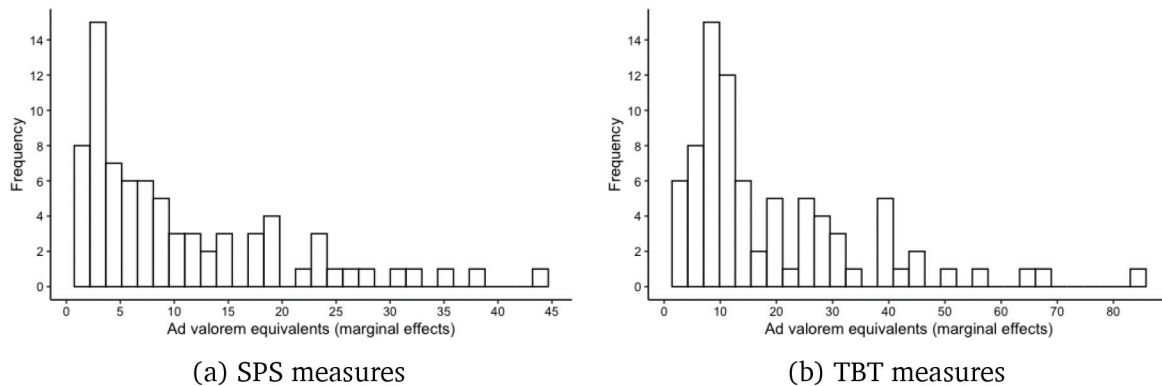 14
12
10
8
6
4
2
0
Frequency
0 5 10 15 20 25 30 35 40 45
Ad valorem equivalents (marginal effects)
(a) SPS measures
14
12
10
8
6
4
2
0
Frequency
0 10 20 30 40 50 60 70 80
Ad valorem equivalents (marginal effects)
(b) TBT measures